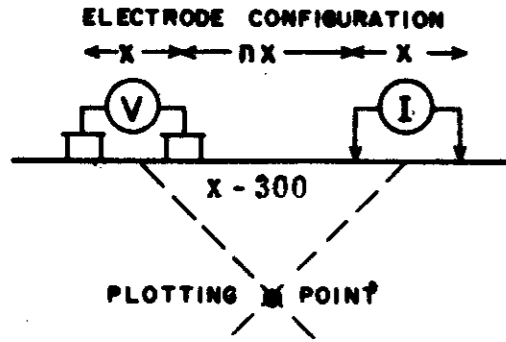 ELECTRODE CONFIGURATION
X nX X
V I
X - 300
PLOTTING POINT